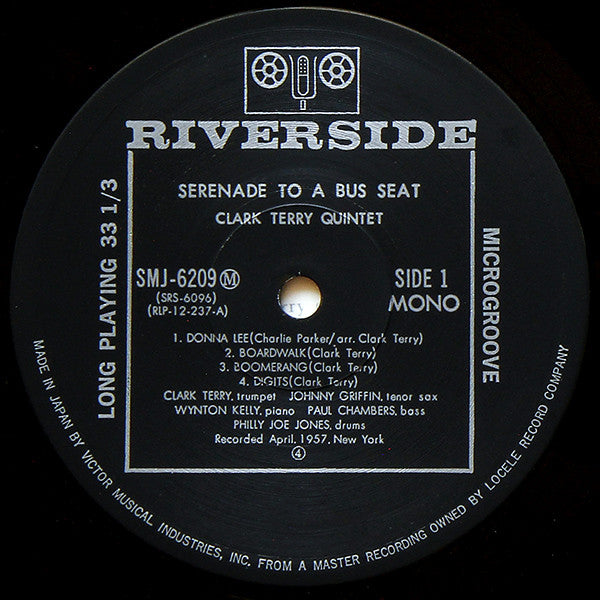 RIVERSIDE
SERENADE TO A BUS SEAT
CLARK TERRY QUINTET
LONG PLAYING 33 1/3
MICROGROOVE
SMJ-6209 Ⓜ
(SRS-6096)
(RLP-12-237-A)
SIDE 1
MONO
1. DONNA LEE(Charlie Parker/arr. Clark Terry)
2. BOARDWALK(Clark Terry)
3. BOOMERANG(Clark Terry)
4. DIGITS(Clark Terry)
CLARK TERRY, trumpet JOHNNY GRIFFIN, tenor sax
WYNTON KELLY, piano PAUL CHAMBERS, bass
PHILLY JOE JONES, drums
Recorded April, 1957, New York
④
MADE IN JAPAN BY VICTOR MUSICAL INDUSTRIES, INC. FROM A MASTER RECORDING OWNED BY LOCELE RECORD COMPANY